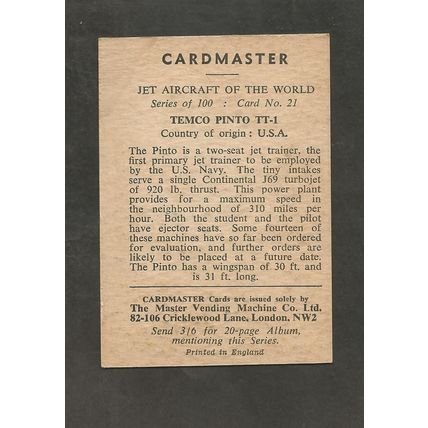 CARDMASTER
JET AIRCRAFT OF THE WORLD
Series of 100 : Card No. 21
TEMCO PINTO TT-1
Country of origin : U.S.A.
The Pinto is a two-seat jet trainer, the
first primary jet trainer to be employed
by the U.S. Navy. The tiny intakes
serve a single Continental J69 turbojet
of 920 lb. thrust. This power plant
provides for a maximum speed in
the neighbourhood of 310 miles per
hour. Both the student and the pilot
have ejector seats. Some fourteen of
these machines have so far been ordered
for evaluation, and further orders are
likely to be placed at a future date.
The Pinto has a wingspan of 30 ft. and
is 31 ft. long.
CARDMASTER Cards are issued solely by
The Master Vending Machine Co. Ltd.
82-106 Cricklewood Lane, London, NW2
Send 3/6 for 20-page Album,
mentioning this Series.
Printed in England